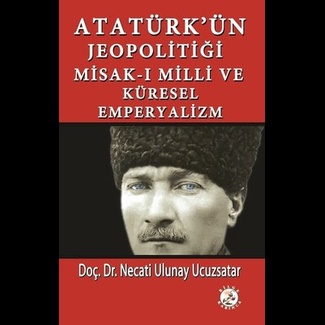 ATATÜRK’ÜN
JEOPOLİTİĞİ
MİSAK-I MİLLİ VE
KÜRESEL
EMPERYALİZM
Doç. Dr. Necati Ulunay Ucuzsatar